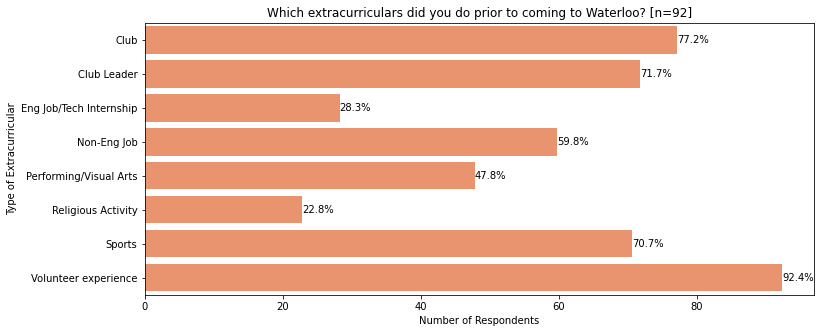 Which extracurriculars did you do prior to coming to Waterloo? [n=92]
Type of Extracurricular
Club
77.2%
Club Leader
71.7%
Eng Job/Tech Internship
28.3%
Non-Eng Job
59.8%
Performing/Visual Arts
47.8%
Religious Activity
22.8%
Sports
70.7%
Volunteer experience
92.4%
0
20
40
60
80
Number of Respondents